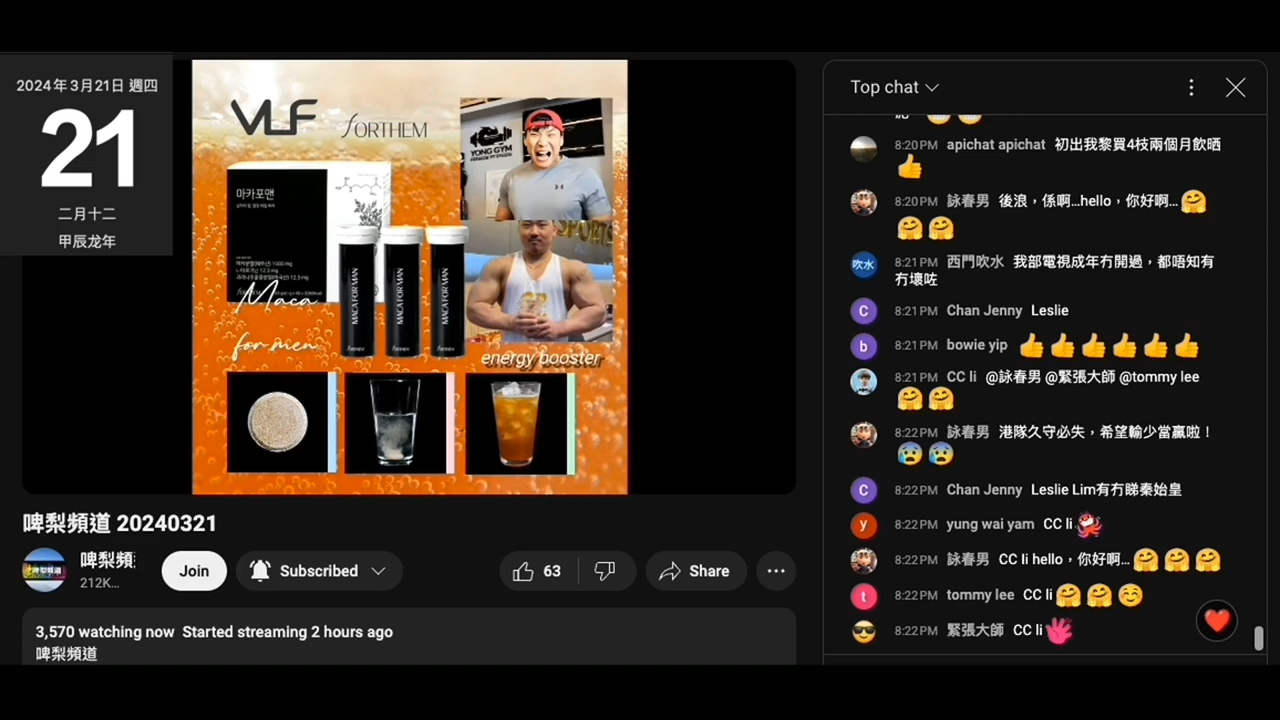 2024年3月21日 週四
21
二月十二
甲辰龙年
VLF
forTHEM
YONG GYM
마카포맨
Maca
for men
MACA FOR MAN
MACA FOR MAN
MACA FOR MAN
SPORTS
energy booster
啤梨頻道 20240321
啤梨頻
212K...
Join
Subscribed
63
Share
3,570 watching now Started streaming 2 hours ago
啤梨頻道
Top chat
8:20 PM apichat apichat 初出我黎買4枝兩個月飲晒
👍
8:20 PM 詠春男 後浪，係啊...hello，你好啊... 🤗
🤗 🤗
吹水
8:21 PM 西門吹水 我部電視成年冇開過，都唔知有
冇壞咗
C
8:21 PM Chan Jenny Leslie
b
8:21 PM bowie yip 👍 👍 👍 👍 👍 👍
8:21 PM CC li @詠春男 @緊張大師 @tommy lee
🤗 🤗
8:22 PM 詠春男 港隊久守必失，希望輸少當贏啦！
😰 😰
C
8:22 PM Chan Jenny Leslie Lim有冇睇秦始皇
y
8:22 PM yung wai yam CC li
8:22 PM 詠春男 CC li hello，你好啊... 🤗 🤗 🤗
t
8:22 PM tommy lee CC li 🤗 🤗 ☺️
8:22 PM 緊張大師 CC li